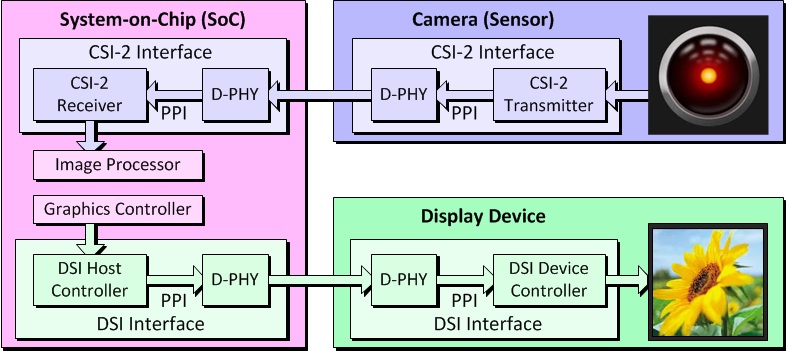 System-on-Chip (SoC)
CSI-2 Interface
CSI-2
Receiver
PPI
D-PHY
Image Processor
Graphics Controller
DSI Host
Controller
PPI
D-PHY
DSI Interface
Camera (Sensor)
CSI-2 Interface
D-PHY
PPI
CSI-2
Transmitter
Display Device
D-PHY
PPI
DSI Device
Controller
DSI Interface